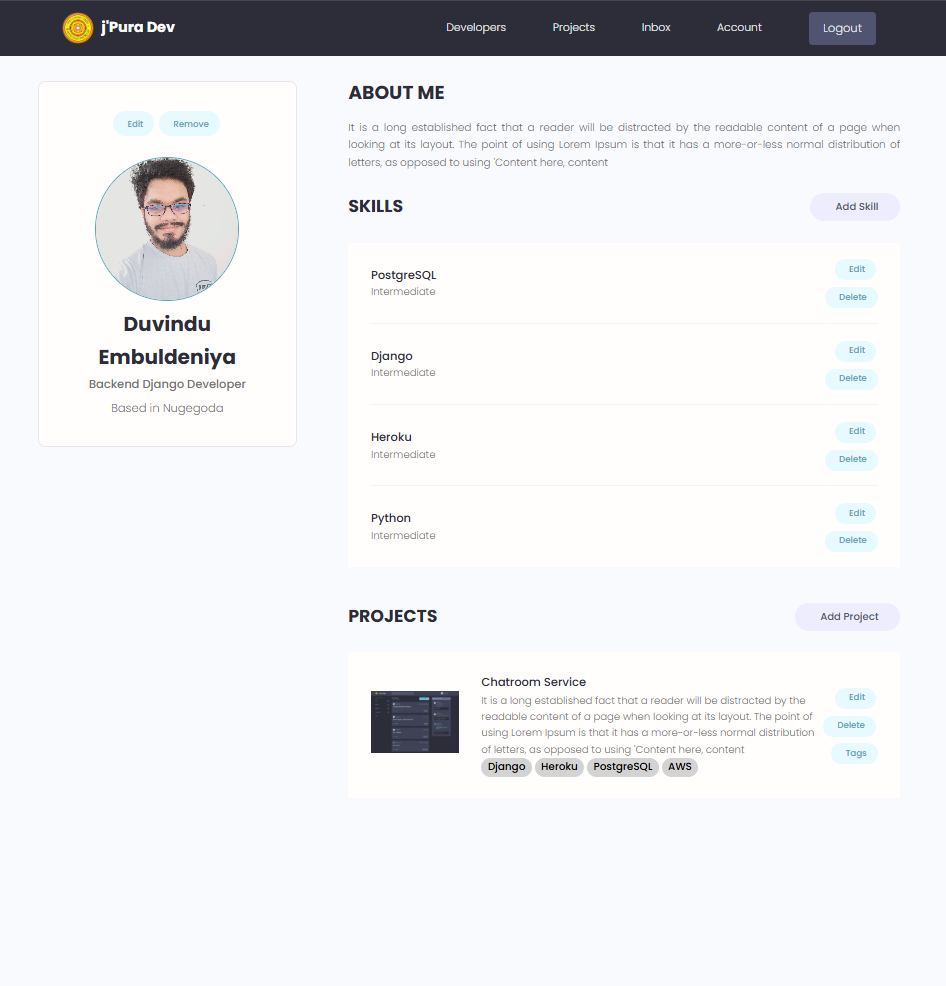 j'Pura Dev
Developers
Projects
Inbox
Account
Logout
Edit
Remove
Duvindu
Embuldeniya
Backend Django Developer
Based in Nugegoda
ABOUT ME
It is a long established fact that a reader will be distracted by the readable content of a page when
looking at its layout. The point of using Lorem Ipsum is that it has a more-or-less normal distribution of
letters, as opposed to using 'Content here, content
SKILLS
Add Skill
PostgreSQL
Intermediate
Edit
Delete
Django
Intermediate
Edit
Delete
Heroku
Intermediate
Edit
Delete
Python
Intermediate
Edit
Delete
PROJECTS
Add Project
Chatroom Service
It is a long established fact that a reader will be distracted by the
readable content of a page when looking at its layout. The point of
using Lorem Ipsum is that it has a more-or-less normal distribution
of letters, as opposed to using 'Content here, content
Django
Heroku
PostgreSQL
AWS
Edit
Delete
Tags